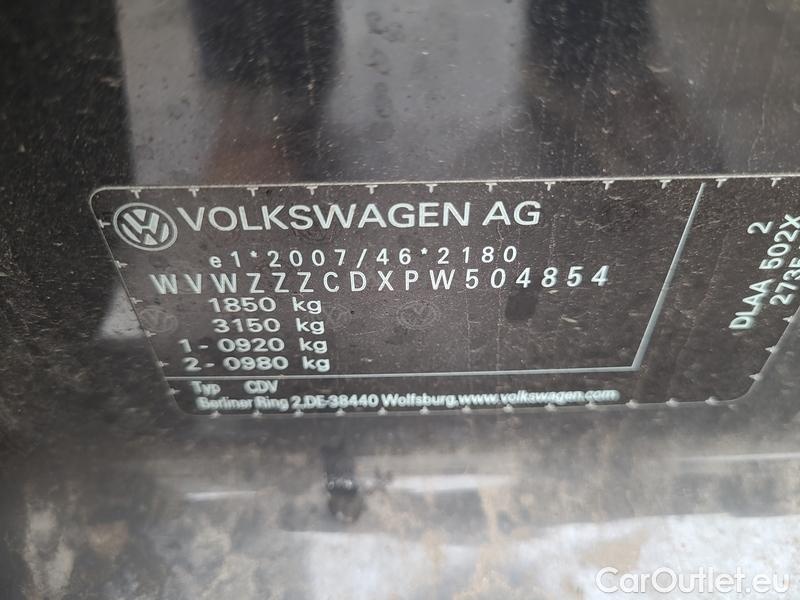 VOLKSWAGEN AG
e1*2007/46*2180
WVWZZZCDXPW504854
1850 kg
3150 kg
1- 0920 kg
2- 0980 kg
Typ CDV
Berliner Ring 2.DE-38440 Wolfsburg.www.volkswagen.com
2
DLAA 502X
CarOutlet.eu